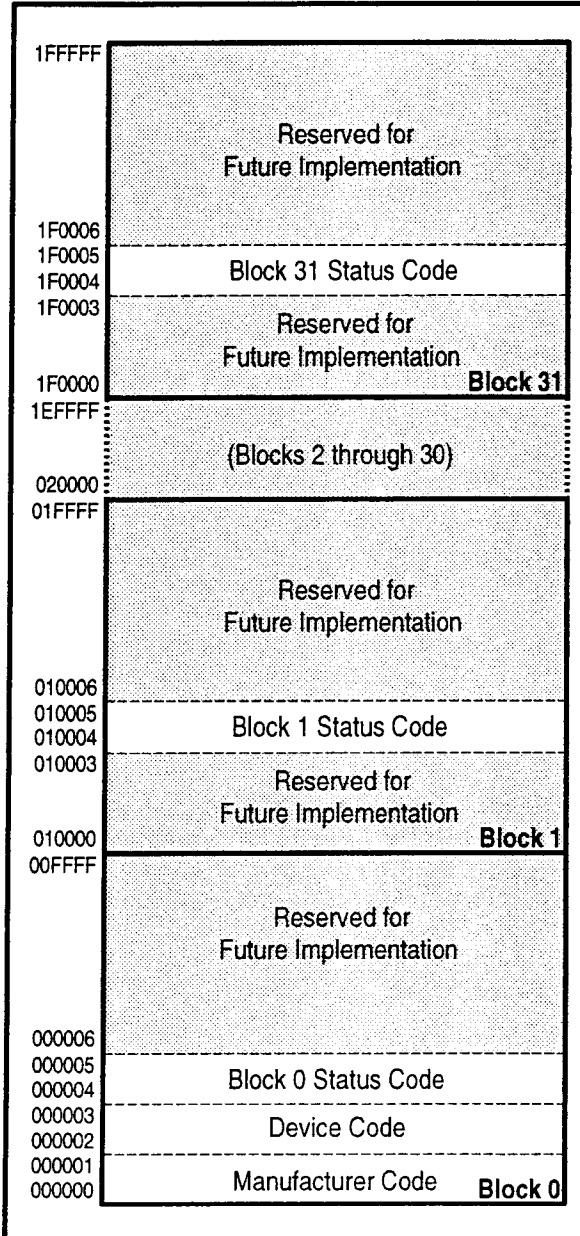 1FFFFF
Reserved for
Future Implementation
1F0006
1F0005
Block 31 Status Code
1F0004
1F0003
Reserved for
Future Implementation
1F0000
Block 31
1EFFFF
(Blocks 2 through 30)
020000
01FFFF
Reserved for
Future Implementation
010006
010005
Block 1 Status Code
010004
010003
Reserved for
Future Implementation
010000
Block 1
00FFFF
Reserved for
Future Implementation
000006
000005
Block 0 Status Code
000004
000003
Device Code
000002
000001
Manufacturer Code
000000
Block 0